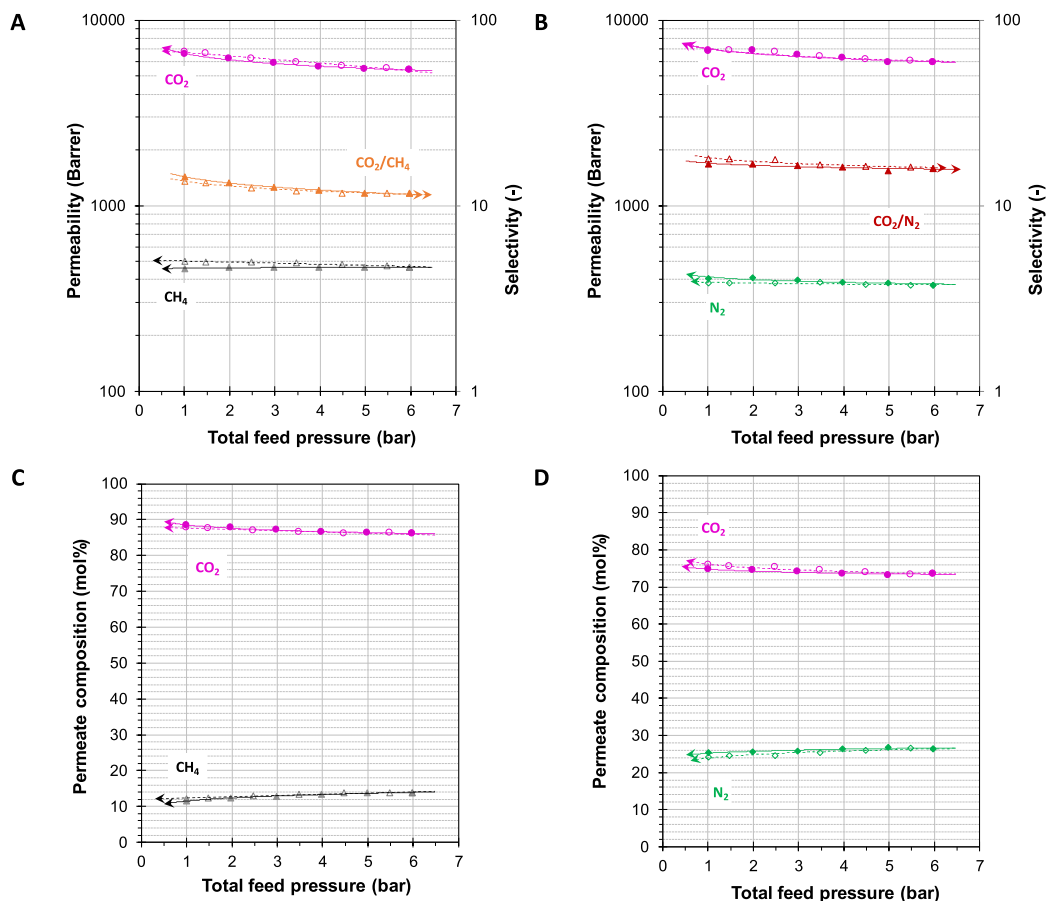 A
10000
1000
100
Permeability (Barrer)
100
10
1
Selectivity (-)
CO2
CO2/CH4
CH4
0 1 2 3 4 5 6 7
Total feed pressure (bar)
B
10000
1000
100
Permeability (Barrer)
100
10
1
Selectivity (-)
CO2
CO2/N2
N2
0 1 2 3 4 5 6 7
Total feed pressure (bar)
C
100
90
80
70
60
50
40
30
20
10
0
Permeate composition (mol%)
CO2
CH4
0 1 2 3 4 5 6 7
Total feed pressure (bar)
D
100
90
80
70
60
50
40
30
20
10
0
Permeate composition (mol%)
CO2
N2
0 1 2 3 4 5 6 7
Total feed pressure (bar)